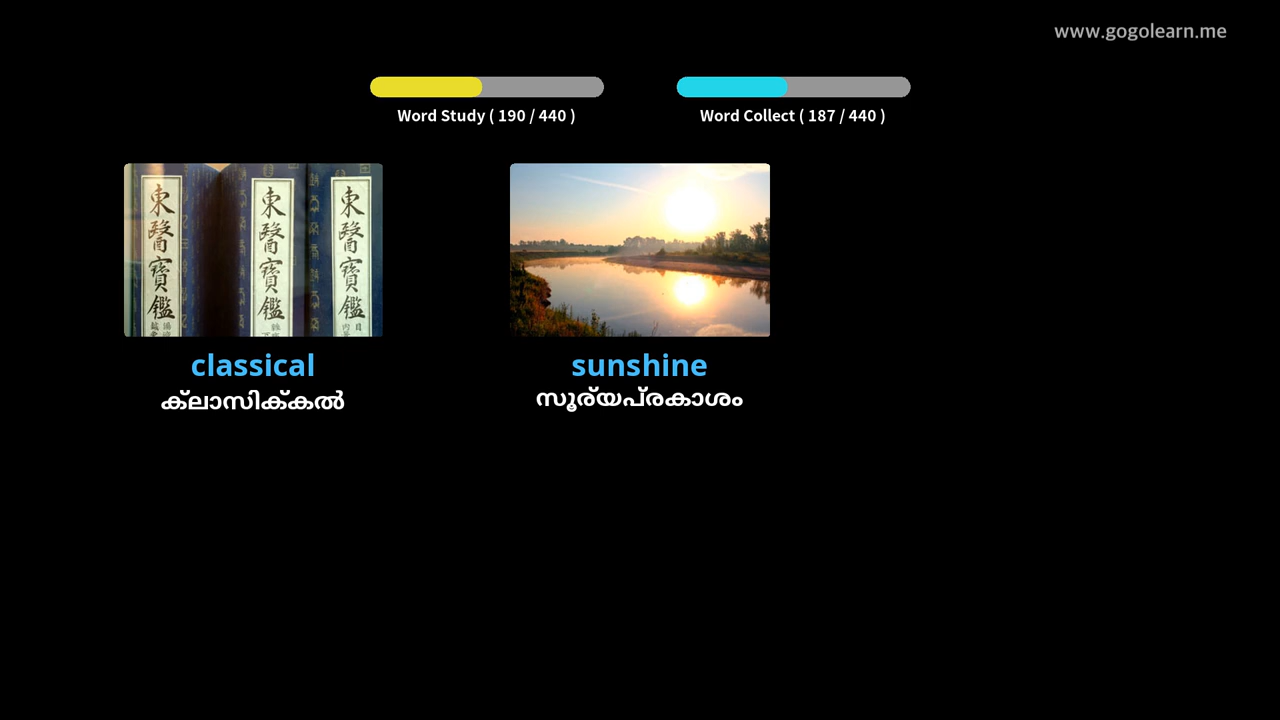 www.gogolearn.me
Word Study ( 190 / 440 )
Word Collect ( 187 / 440 )
東醫寶鑑
東醫寶鑑
東醫寶鑑
classical
ക്ലാസിക്കൽ
sunshine
സൂര്യപ്രകാശം